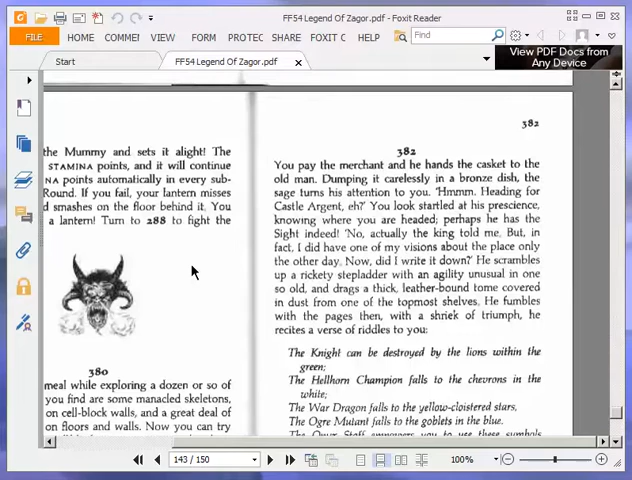 FF54 Legend Of Zagor.pdf - Foxit Reader
FILE HOME COMMEI VIEW FORM PROTEC SHARE FOXIT C HELP Find
Start FF54 Legend Of Zagor.pdf
View PDF Docs from
Any Device
the Mummy and sets it alight! The
STAMINA points, and it will continue
NA points automatically in every sub-
Round. If you fail, your lantern misses
d smashes on the floor behind it. You
a lantern! Turn to 288 to fight the
380
meal while exploring a dozen or so of
you find are some manacled skeletons,
on cell-block walls, and a great deal of
on floors and walls. Now you can try
382
382
You pay the merchant and he hands the casket to the
old man. Dumping it carelessly in a bronze dish, the
sage turns his attention to you. 'Hmmm. Heading for
Castle Argent, eh?' You look startled at his prescience,
knowing where you are headed; perhaps he has the
Sight indeed! 'No, actually the king told me. But, in
fact, I did have one of my visions about the place only
the other day. Now, did I write it down?' He scrambles
up a rickety stepladder with an agility unusual in one
so old, and drags a thick, leather-bound tome covered
in dust from one of the topmost shelves. He fumbles
with the pages then, with a shriek of triumph, he
recites a verse of riddles to you:
The Knight can be destroyed by the lions within the
green;
The Hellhorn Champion falls to the chevrons in the
white;
The War Dragon falls to the yellow-cloistered stars,
The Ogre Mutant falls to the goblets in the blue.
The Onyx Staff empowers you to use these symbols
143 / 150 100%